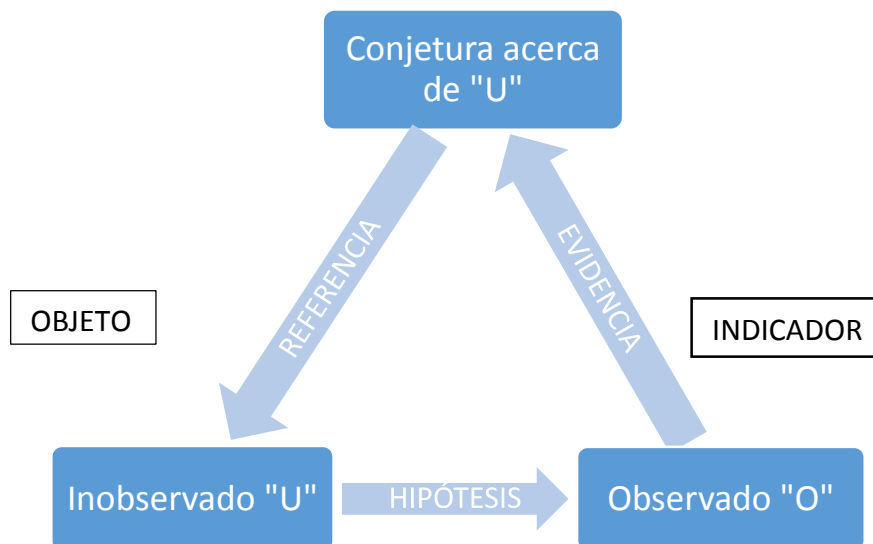 Conjetura acerca
de "U"
REFERENCIA
EVIDENCIA
OBJETO
INDICADOR
Inobservado "U"
HIPÓTESIS
Observado "O"